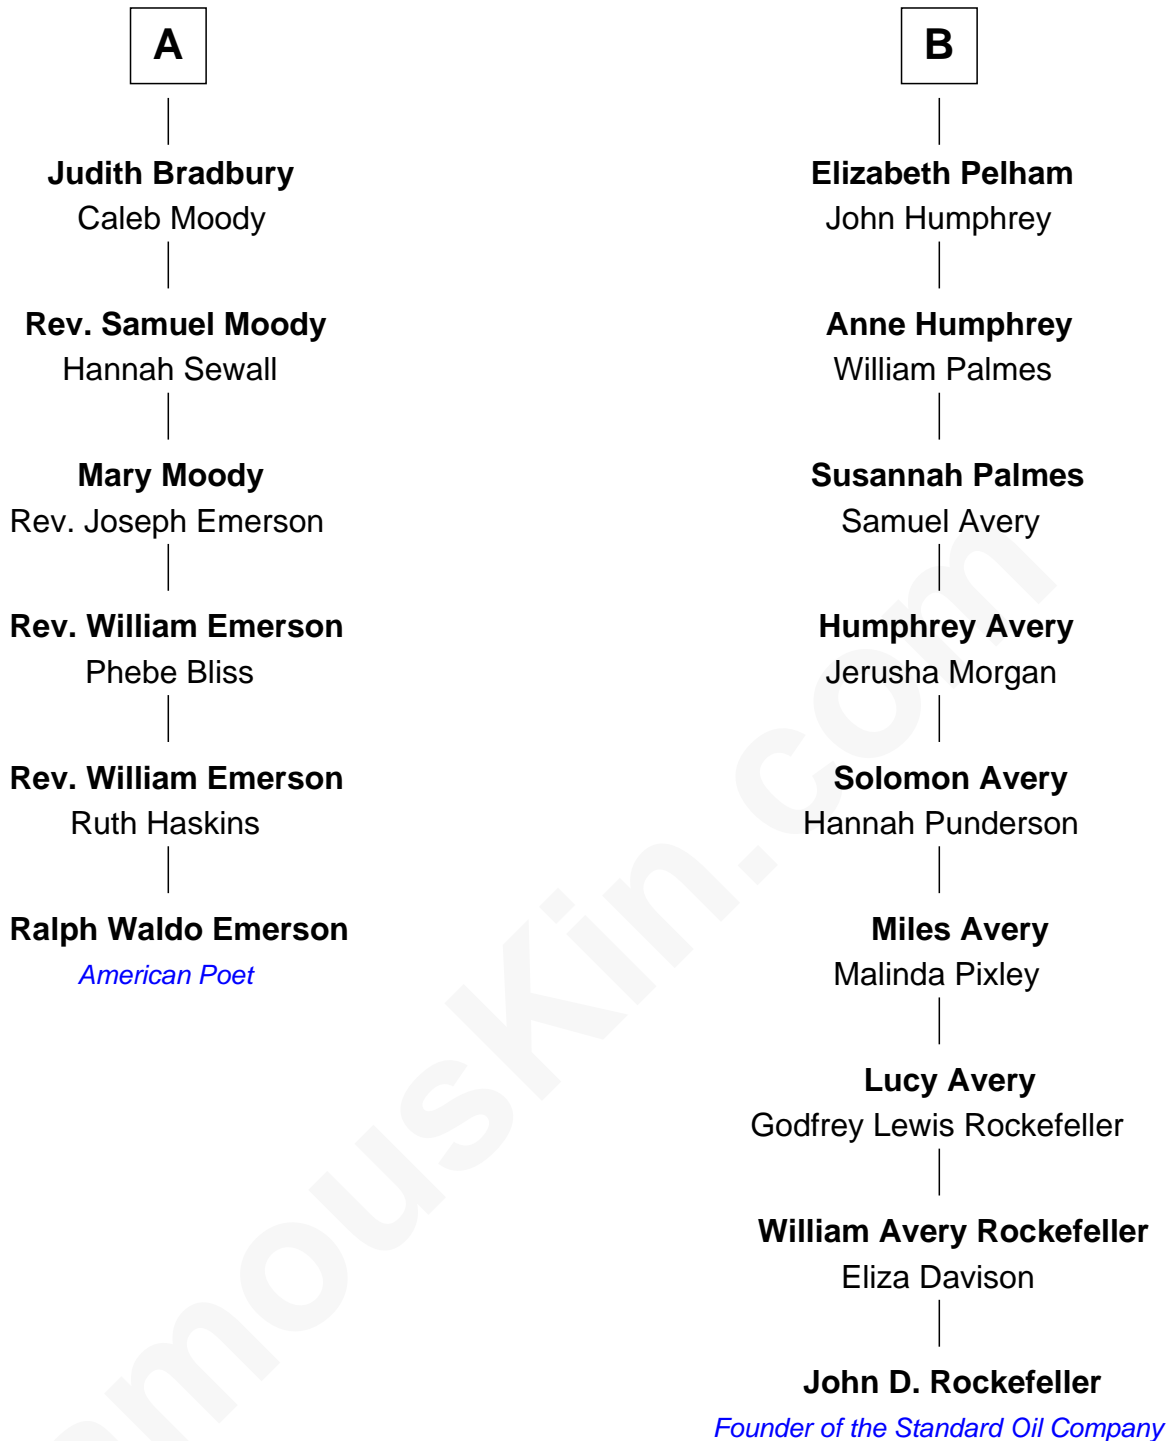 A
Judith Bradbury
Caleb Moody
Rev. Samuel Moody
Hannah Sewall
Mary Moody
Rev. Joseph Emerson
Rev. William Emerson
Phebe Bliss
Rev. William Emerson
Ruth Haskins
Ralph Waldo Emerson
American Poet
B
Elizabeth Pelham
John Humphrey
Anne Humphrey
William Palmes
Susannah Palmes
Samuel Avery
Humphrey Avery
Jerusha Morgan
Solomon Avery
Hannah Punderson
Miles Avery
Malinda Pixley
Lucy Avery
Godfrey Lewis Rockefeller
William Avery Rockefeller
Eliza Davison
John D. Rockefeller
Founder of the Standard Oil Company
amouskin.com